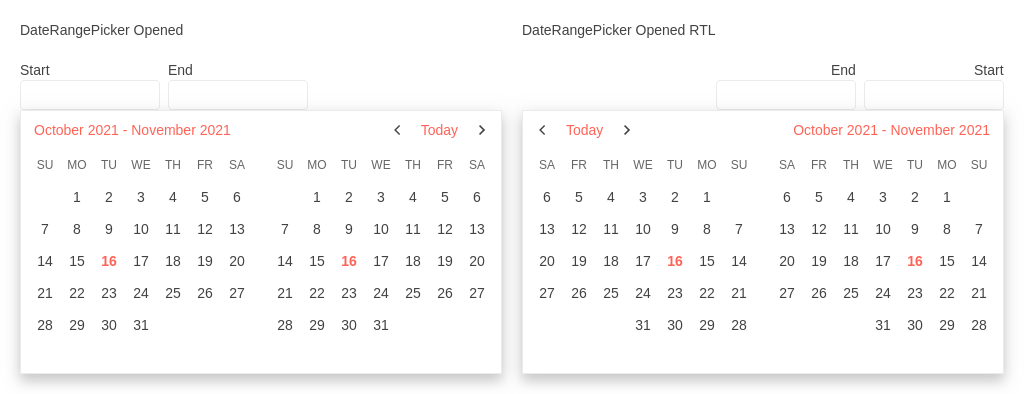 DateRangePicker Opened
Start End
October 2021 - November 2021 Today
SU MO TU WE TH FR SA SU MO TU WE TH FR SA
1 2 3 4 5 6 1 2 3 4 5 6
7 8 9 10 11 12 13 7 8 9 10 11 12 13
14 15 16 17 18 19 20 14 15 16 17 18 19 20
21 22 23 24 25 26 27 21 22 23 24 25 26 27
28 29 30 31 28 29 30 31
DateRangePicker Opened RTL
End Start
Today October 2021 - November 2021
SA FR TH WE TU MO SU SA FR TH WE TU MO SU
6 5 4 3 2 1 6 5 4 3 2 1
13 12 11 10 9 8 7 13 12 11 10 9 8 7
20 19 18 17 16 15 14 20 19 18 17 16 15 14
27 26 25 24 23 22 21 27 26 25 24 23 22 21
31 30 29 28 31 30 29 28